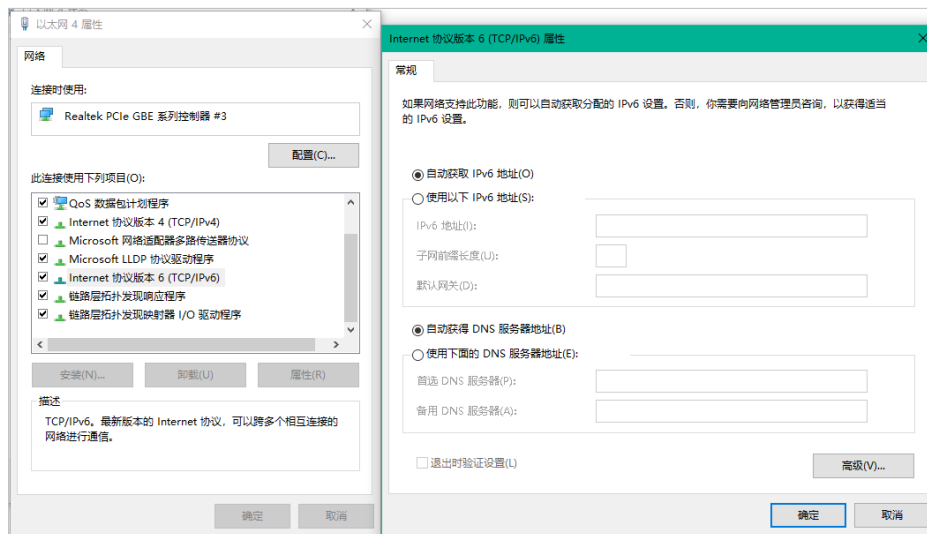 以太网 4 属性
网络
连接时使用:
Realtek PCIe GBE 系列控制器 #3
配置(C)...
此连接使用下列项目(O):
QoS 数据包计划程序
Internet 协议版本 4 (TCP/IPv4)
Microsoft 网络适配器多路传送器协议
Microsoft LLDP 协议驱动程序
Internet 协议版本 6 (TCP/IPv6)
链路层拓扑发现响应程序
链路层拓扑发现映射器 I/O 驱动程序
安装(N)...
卸载(U)
属性(R)
描述
TCP/IPv6。最新版本的 Internet 协议，可以跨多个相互连接的
网络进行通信。
确定
取消
Internet 协议版本 6 (TCP/IPv6) 属性
常规
如果网络支持此功能，则可以自动获取分配的 IPv6 设置。否则，你需要向网络管理员咨询，以获得适当
的 IPv6 设置。
自动获取 IPv6 地址(O)
使用以下 IPv6 地址(S):
IPv6 地址(I):
子网前缀长度(U):
默认网关(D):
自动获得 DNS 服务器地址(B)
使用下面的 DNS 服务器地址(E):
首选 DNS 服务器(P):
备用 DNS 服务器(A):
退出时验证设置(L)
高级(V)...
确定
取消